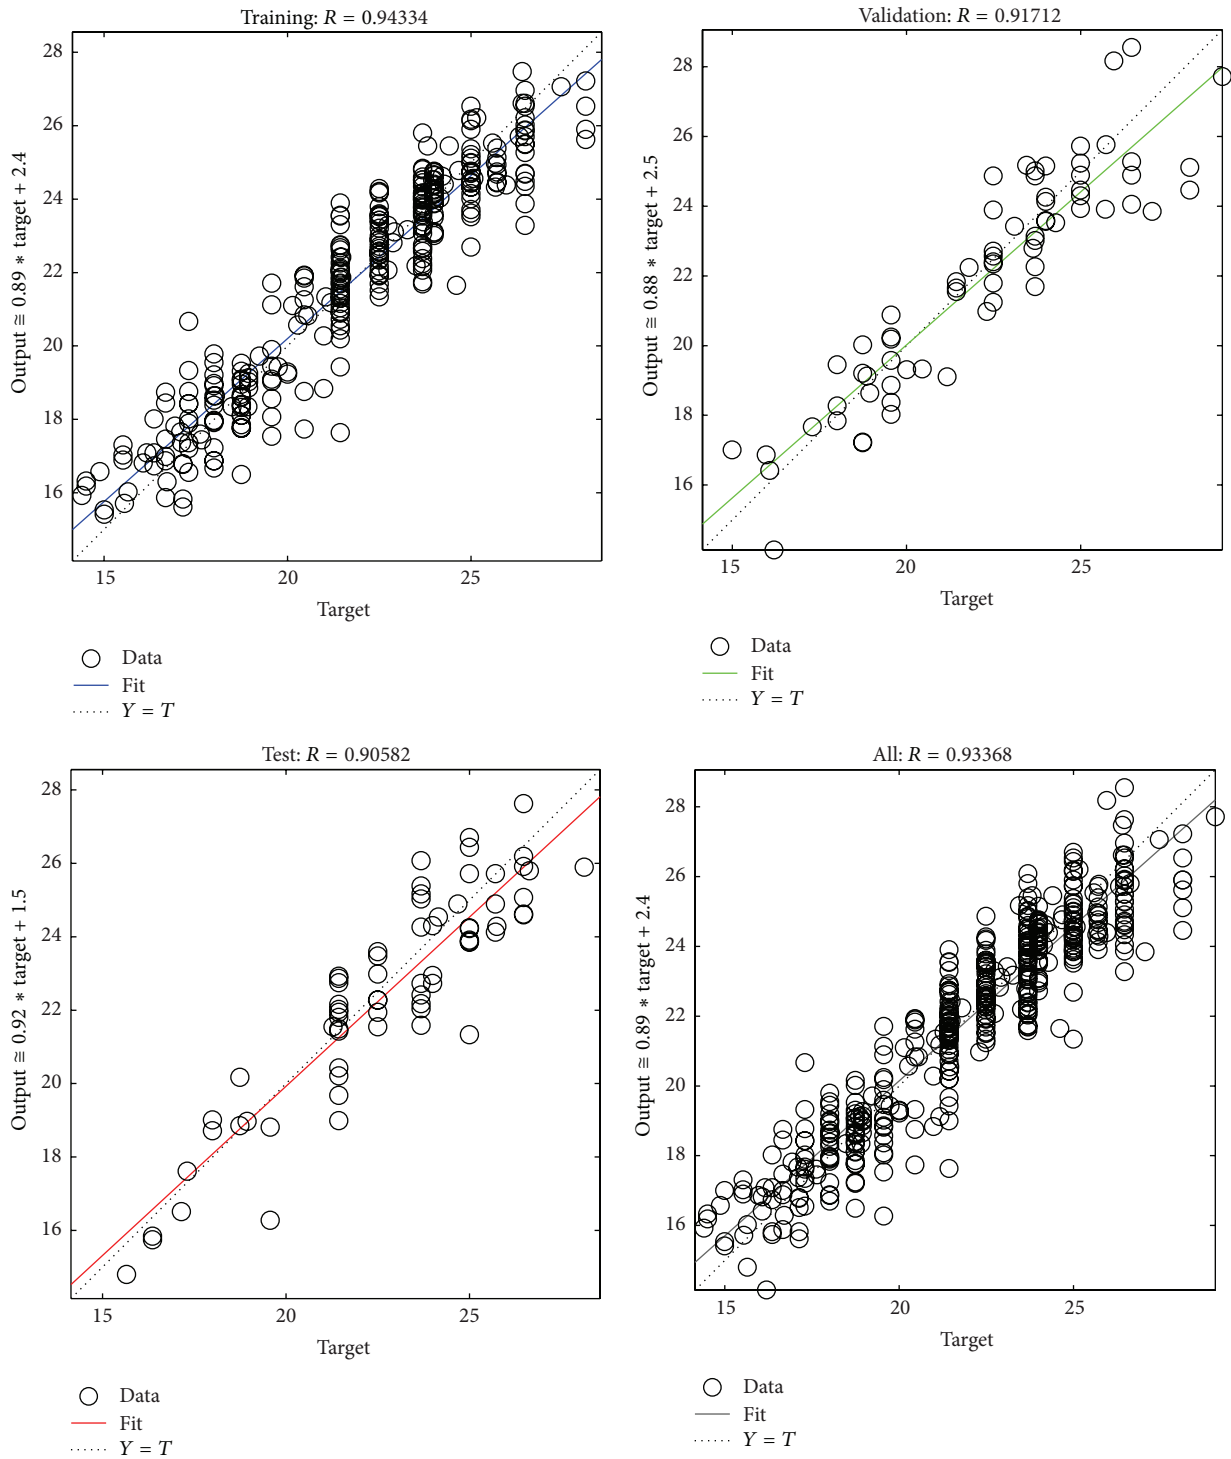 Training: R = 0.94334
28
26
24
22
20
18
16
15
20
25
Output ≅ 0.89 ∗ target + 2.4
Target
Data
Fit
Y = T
Validation: R = 0.91712
28
26
24
22
20
18
16
15
20
25
Output ≅ 0.88 ∗ target + 2.5
Target
Data
Fit
Y = T
Test: R = 0.90582
28
26
24
22
20
18
16
15
20
25
Output ≅ 0.92 ∗ target + 1.5
Target
Data
Fit
Y = T
All: R = 0.93368
28
26
24
22
20
18
16
15
20
25
Output ≅ 0.89 ∗ target + 2.4
Target
Data
Fit
Y = T